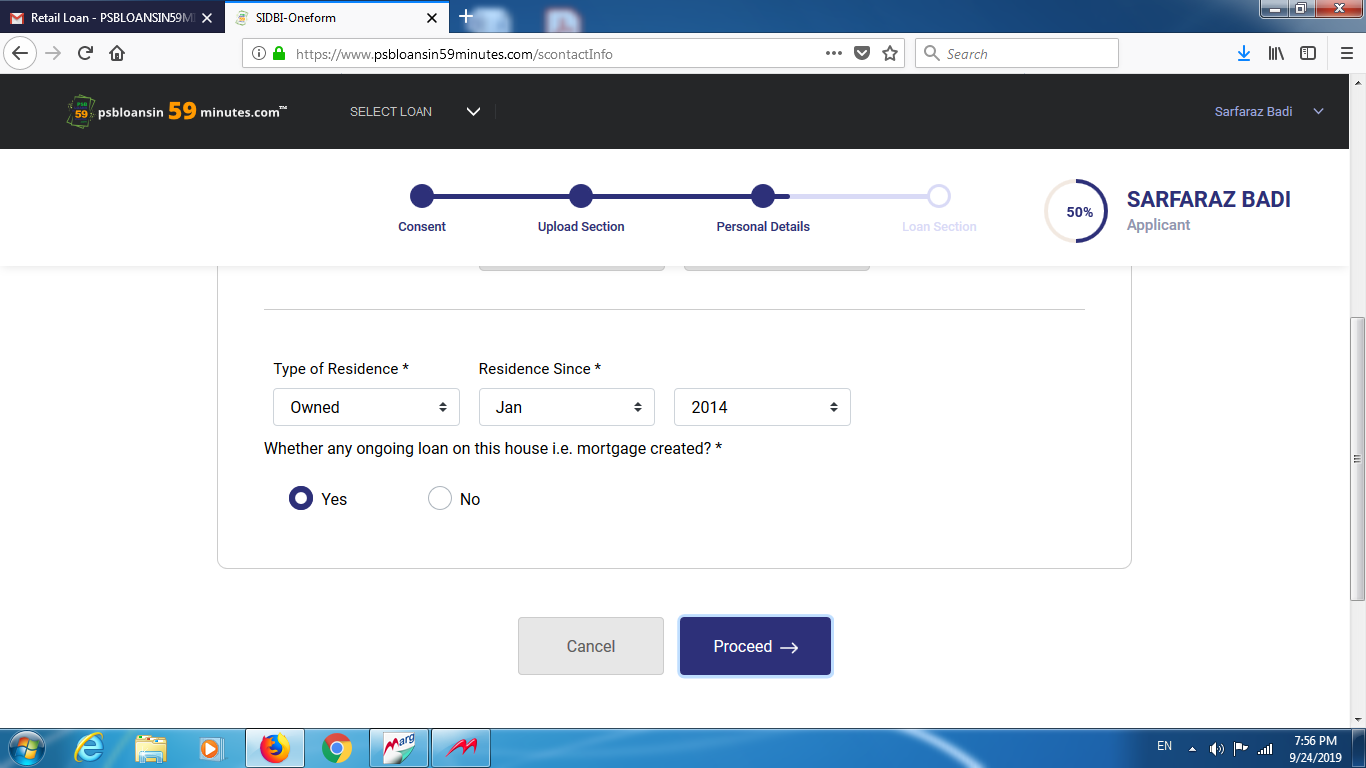 Retail Loan - PSBLOANSIN59MI
SIDBI-Oneform
https://www.psbloansin59minutes.com/scontactInfo
Search
PSB
59
psbloansin 59 minutes.com™
SELECT LOAN
Sarfaraz Badi
Consent
Upload Section
Personal Details
Loan Section
50%
SARFARAZ BADI
Applicant
Type of Residence *
Residence Since *
Owned
Jan
2014
Whether any ongoing loan on this house i.e. mortgage created? *
Yes
No
Cancel
Proceed
Marg
EN
7:56 PM
9/24/2019